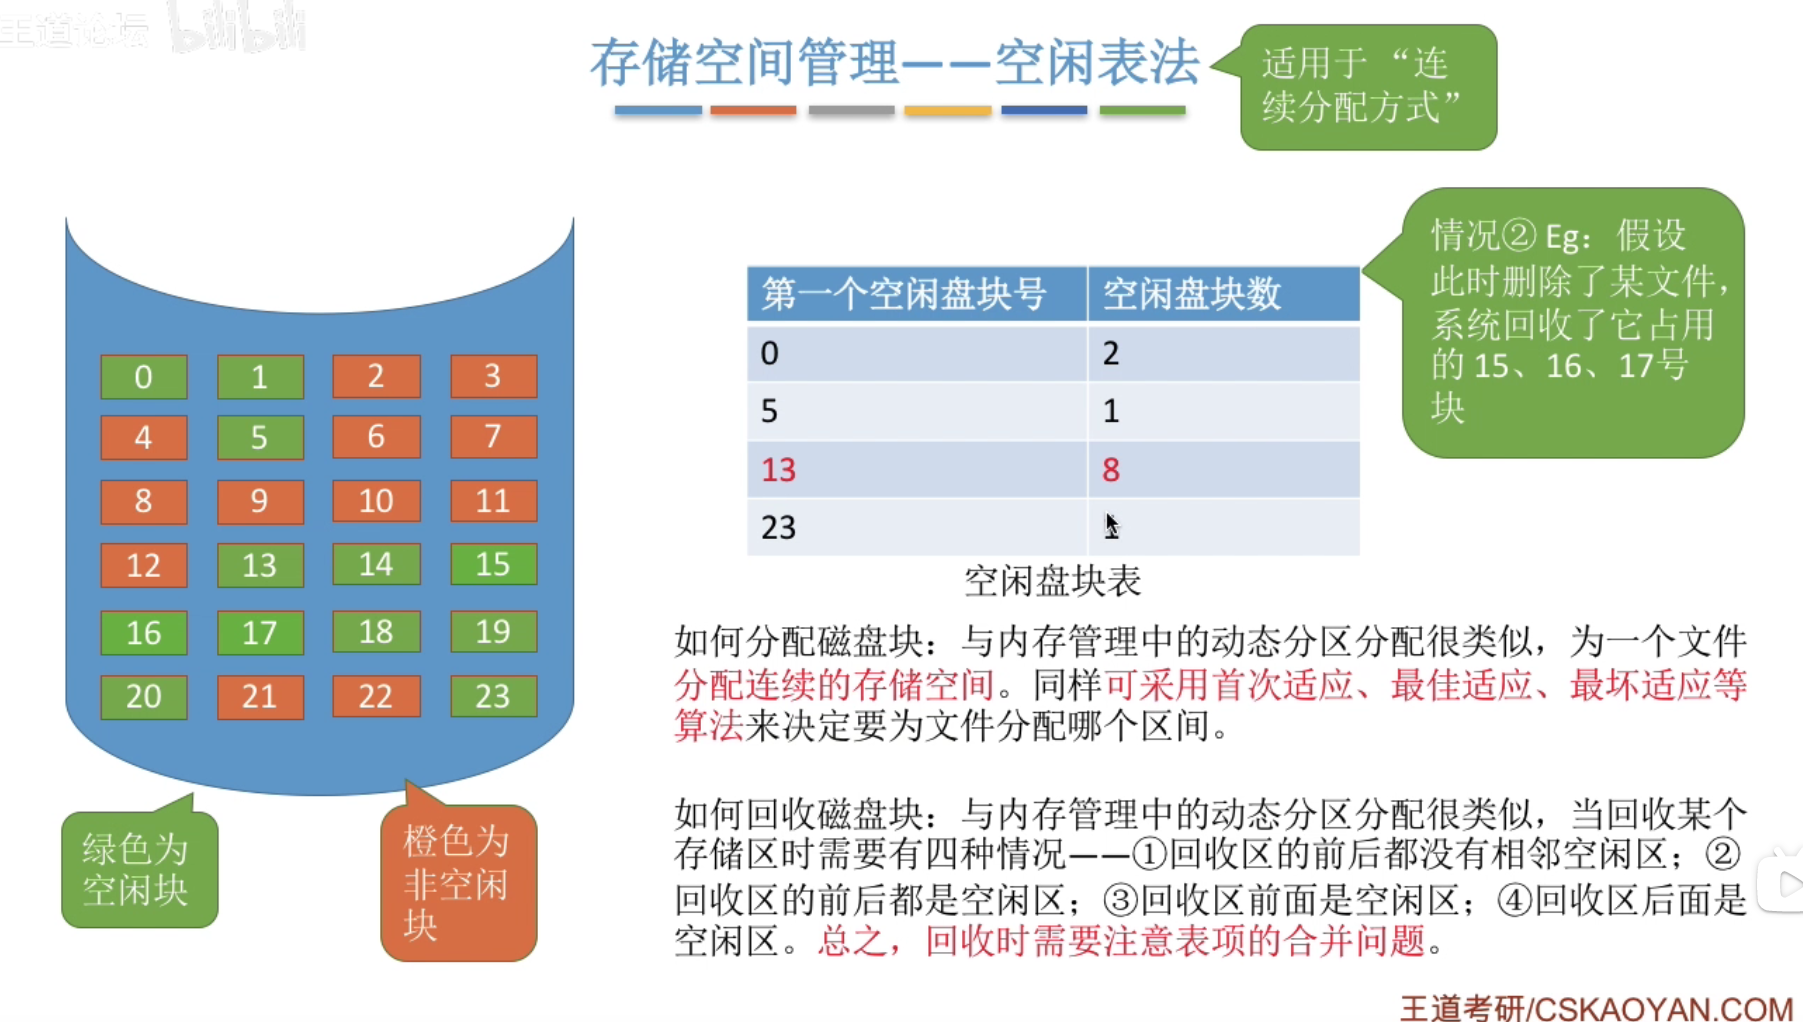 王道论坛 bilibili
存储空间管理——空闲表法
适用于“连
续分配方式”
情况② Eg：假设
此时删除了某文件，
系统回收了它占用
的 15、16、17号
块
第一个空闲盘块号 空闲盘块数
0 2
5 1
13 8
23 1
空闲盘块表
0 1 2 3
4 5 6 7
8 9 10 11
12 13 14 15
16 17 18 19
20 21 22 23
绿色为
空闲块
橙色为
非空闲
块
如何分配磁盘块：与内存管理中的动态分区分配很类似，为一个文件
分配连续的存储空间。同样可采用首次适应、最佳适应、最坏适应等
算法来决定要为文件分配哪个区间。
如何回收磁盘块：与内存管理中的动态分区分配很类似，当回收某个
存储区时需要有四种情况——①回收区的前后都没有相邻空闲区；②
回收区的前后都是空闲区；③回收区前面是空闲区；④回收区后面是
空闲区。总之，回收时需要注意表项的合并问题。
王道考研/CSKAOYAN.COM